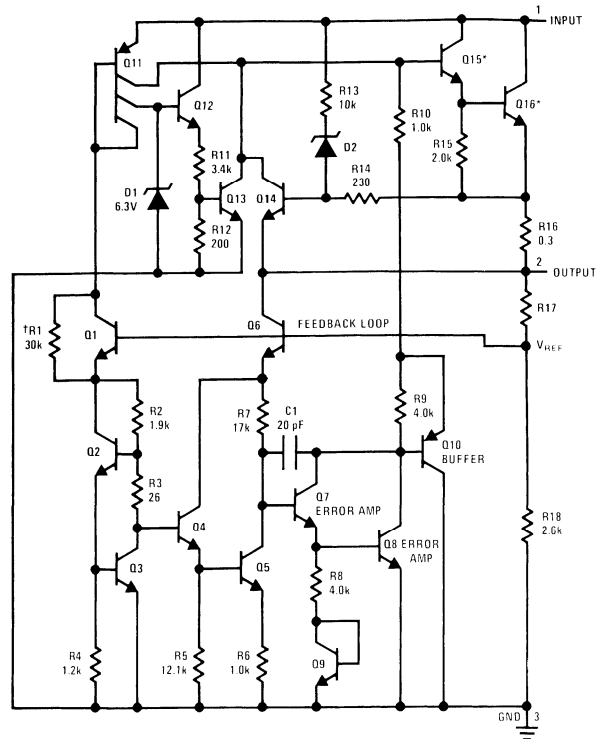 1
INPUT
Q11
Q12
Q15*
Q16*
R13
10k
R10
1.0k
R15
2.0k
D2
R11
3.4k
R14
230
D1
6.3V
Q13
Q14
R12
200
R16
0.3
2
OUTPUT
†R1
30k
Q1
Q6
FEEDBACK LOOP
R17
VREF
R2
1.9k
R7
17k
C1
20 pF
R9
4.0k
Q2
Q10
BUFFER
R3
26
Q7
ERROR AMP
Q4
Q8 ERROR
AMP
R18
2.6k
Q3
Q5
R8
4.0k
R4
1.2k
R5
12.1k
R6
1.0k
Q9
GND 3